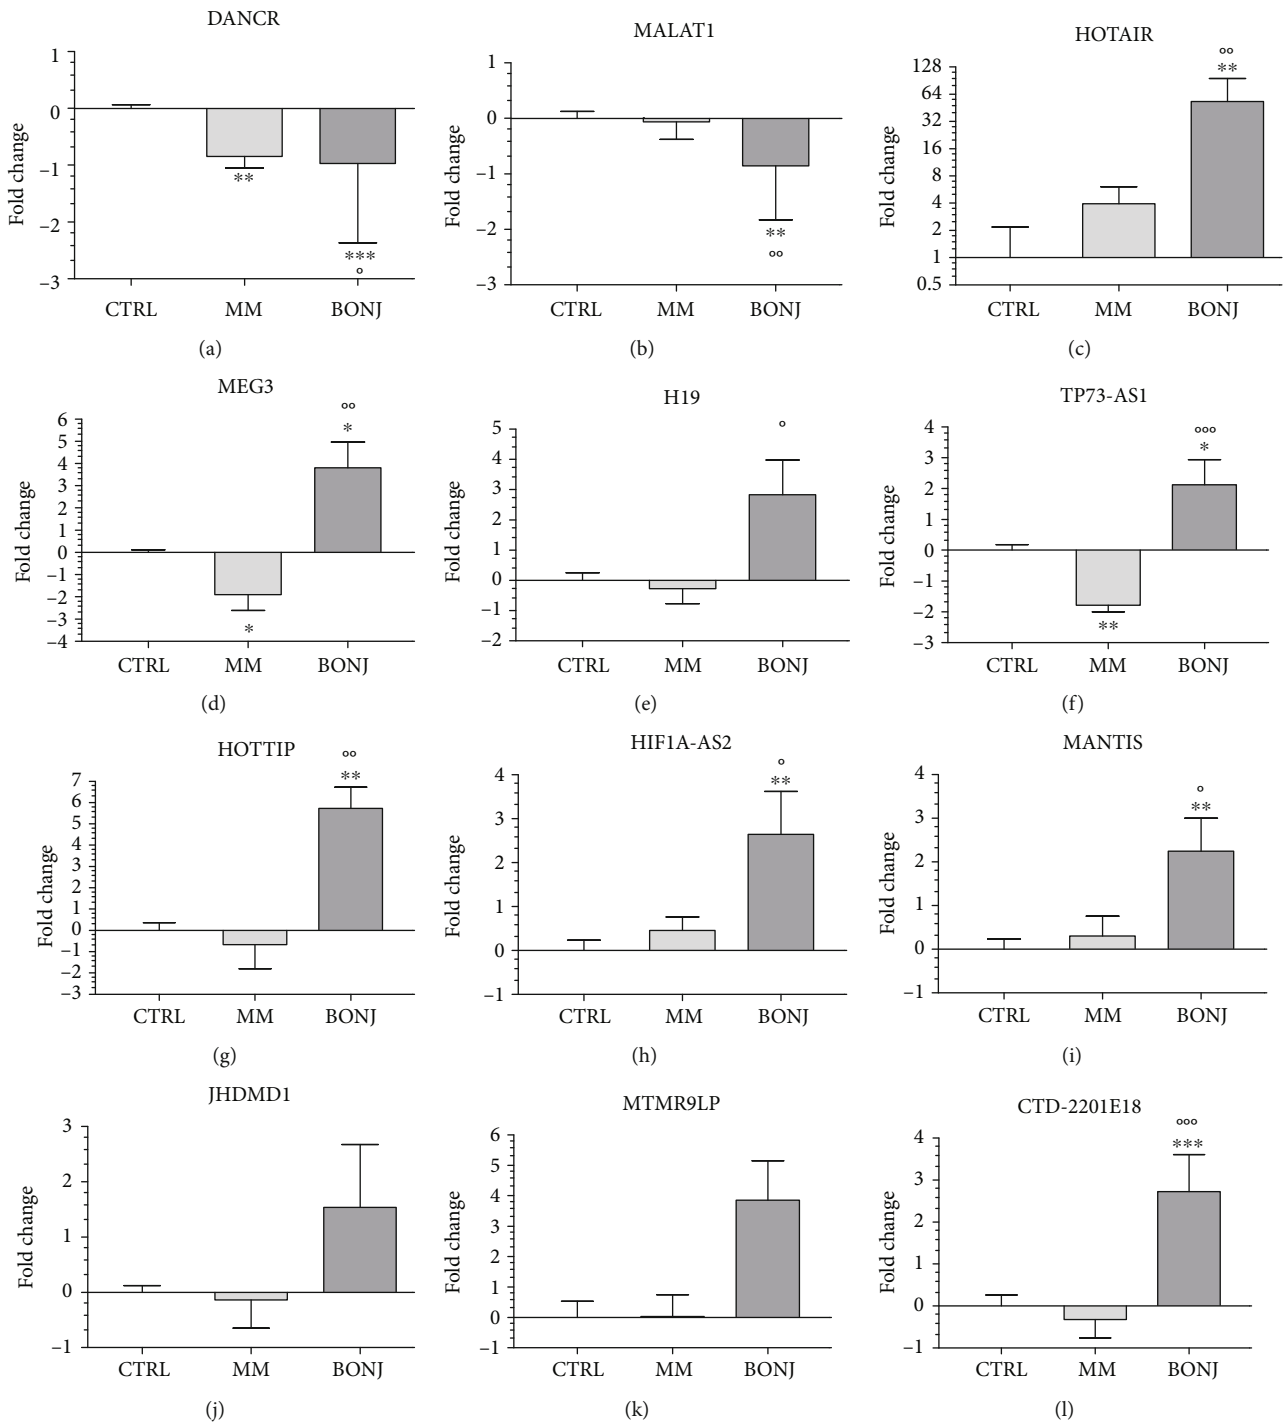 DANCR
1
0
−1
−2
−3
Fold change
**
***
°
CTRL MM BONJ
(a)
MALAT1
1
0
−1
−2
−3
Fold change
**
°°
CTRL MM BONJ
(b)
HOTAIR
°°
**
128
64
32
16
8
4
2
1
0.5
Fold change
CTRL MM BONJ
(c)
MEG3
°°
*
6
5
4
3
2
1
0
−1
−2
−3
−4
Fold change
*
CTRL MM BONJ
(d)
H19
°
5
4
3
2
1
0
−1
−2
Fold change
CTRL MM BONJ
(e)
TP73-AS1
°°°
*
4
3
2
1
0
−1
−2
−3
Fold change
**
CTRL MM BONJ
(f)
HOTTIP
°°
**
7
6
5
4
3
2
1
0
−1
−2
−3
Fold change
CTRL MM BONJ
(g)
HIF1A-AS2
°
**
4
3
2
1
0
−1
Fold change
CTRL MM BONJ
(h)
MANTIS
°
**
4
3
2
1
0
−1
Fold change
CTRL MM BONJ
(i)
JHDMD1
3
2
1
0
−1
Fold change
CTRL MM BONJ
(j)
MTMR9LP
6
5
4
3
2
1
0
−1
Fold change
CTRL MM BONJ
(k)
CTD-2201E18
°°°
***
4
3
2
1
0
−1
Fold change
CTRL MM BONJ
(l)